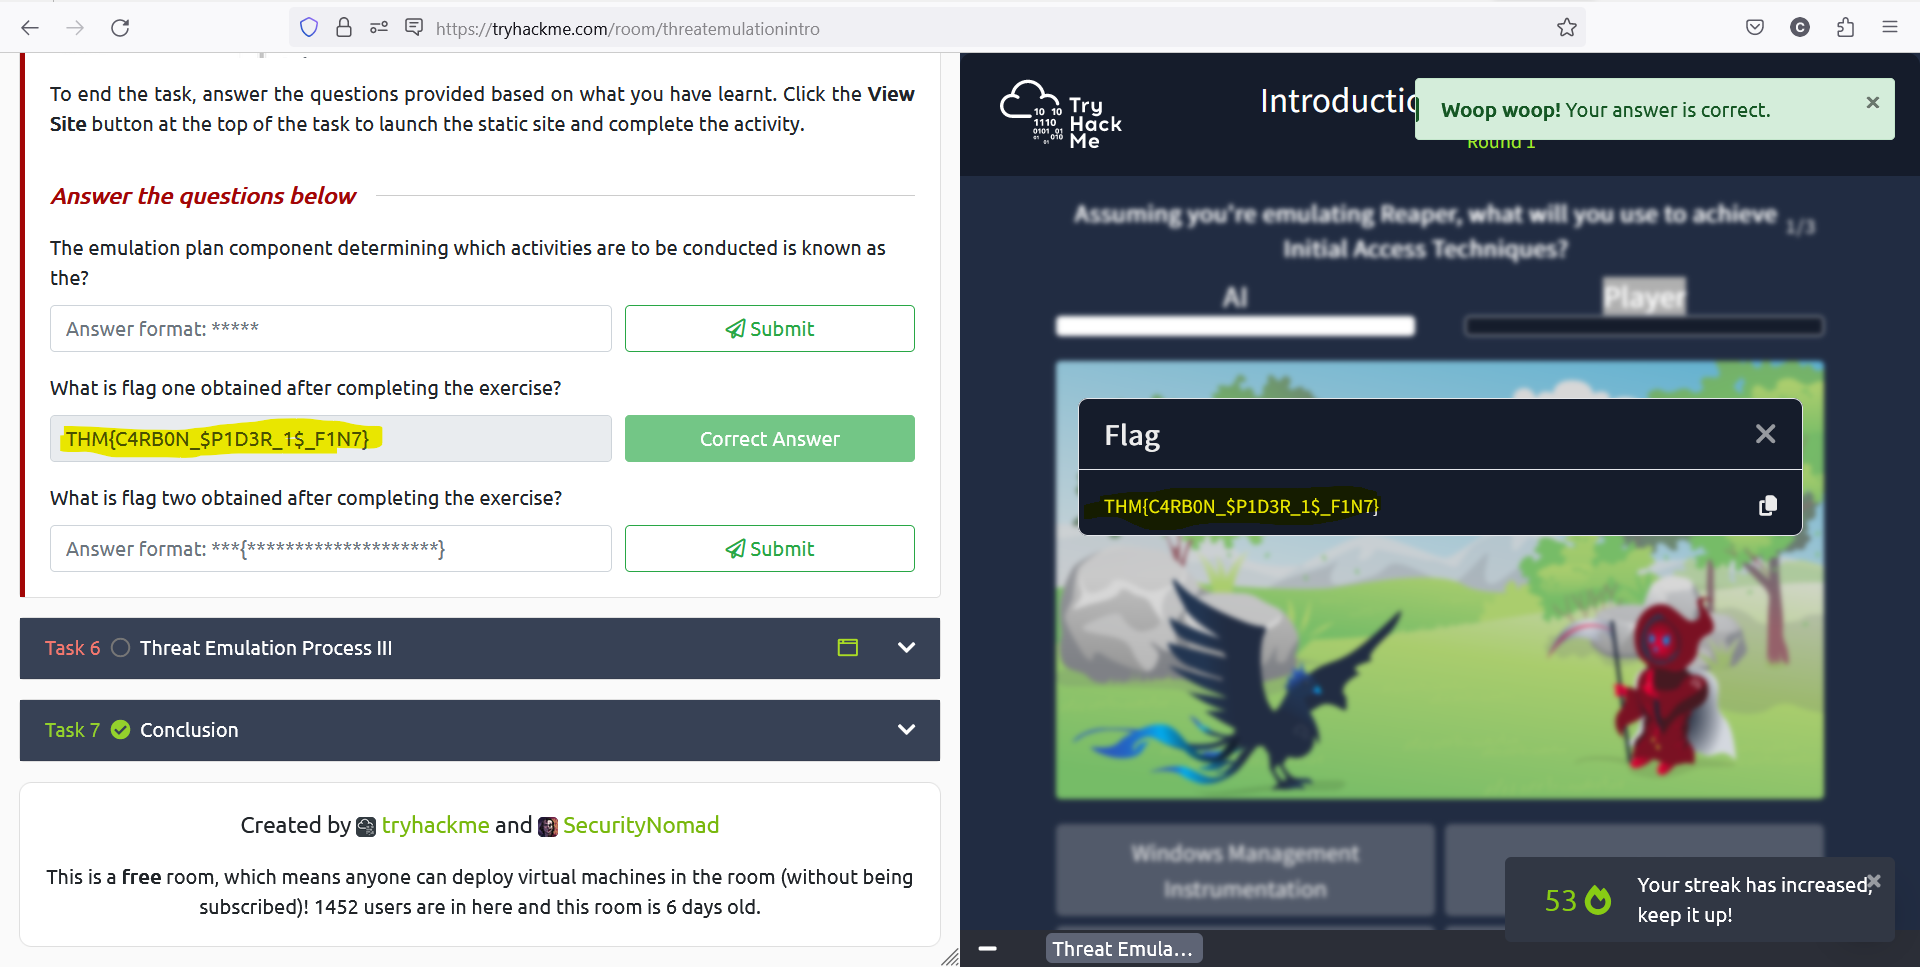 https://tryhackme.com/room/threatemulationintro
C
To end the task, answer the questions provided based on what you have learnt. Click the View
Site button at the top of the task to launch the static site and complete the activity.
Answer the questions below
The emulation plan component determining which activities are to be conducted is known as
the?
Answer format: *****
Submit
What is flag one obtained after completing the exercise?
THM{C4RB0N_$P1D3R_1$_F1N7}
Correct Answer
What is flag two obtained after completing the exercise?
Answer format: ***{********************}
Submit
Task 6 Threat Emulation Process III
Task 7 Conclusion
Created by tryhackme and SecurityNomad
This is a free room, which means anyone can deploy virtual machines in the room (without being
subscribed)! 1452 users are in here and this room is 6 days old.
Try
Hack
Me
10 10
1110
0101 01
01 010
01
Introductio
Woop woop! Your answer is correct.
Round 1
Assuming you're emulating Reaper, what will you use to achieve
Initial Access Techniques?
1/3
AI
Player
Flag
THM{C4RB0N_$P1D3R_1$_F1N7}
Windows Management
Instrumentation
53
Your streak has increased,
keep it up!
Threat Emula...